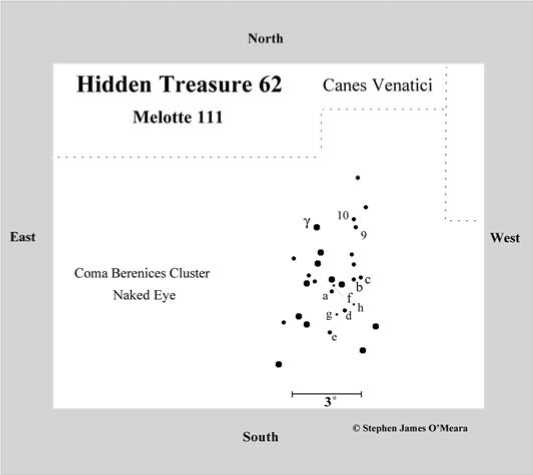 North
Hidden Treasure 62
Canes Venatici
Melotte 111
γ
10
9
East
West
Coma Berenices Cluster
Naked Eye
c
b
a
f
h
g
d
e
3°
© Stephen James O’Meara
South